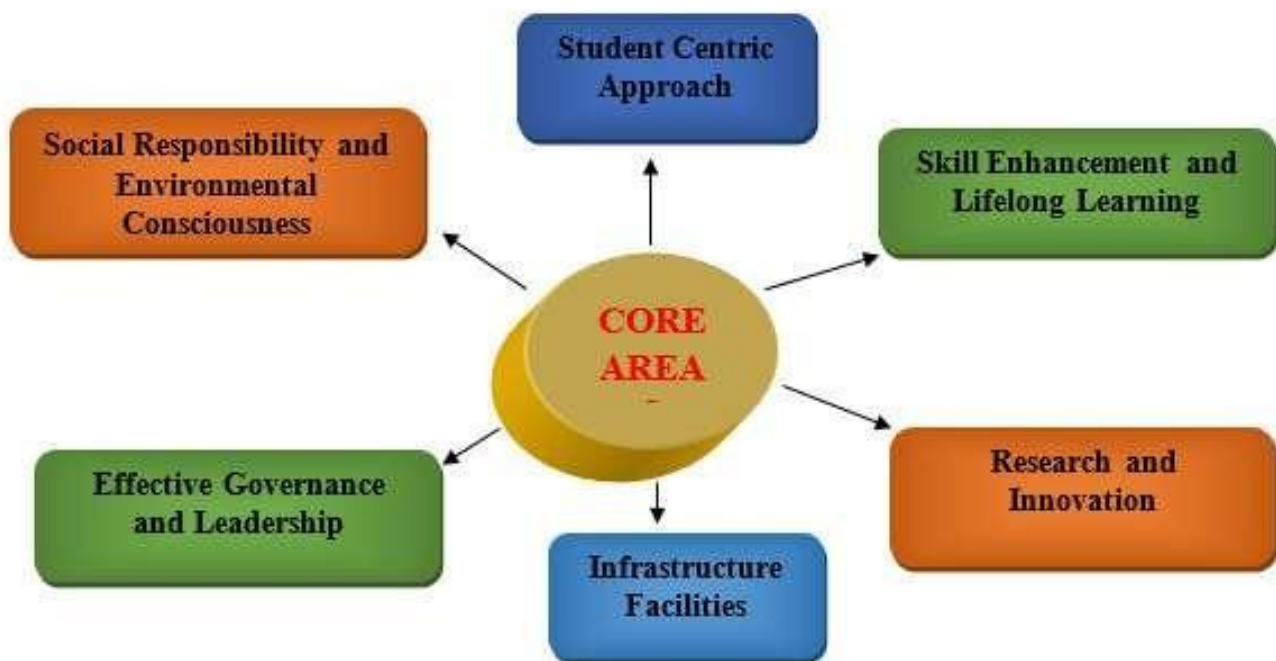 Student Centric
Approach
Social Responsibility and
Environmental
Consciousness
Skill Enhancement and
Lifelong Learning
CORE
AREA
Effective Governance
and Leadership
Research and
Innovation
Infrastructure
Facilities